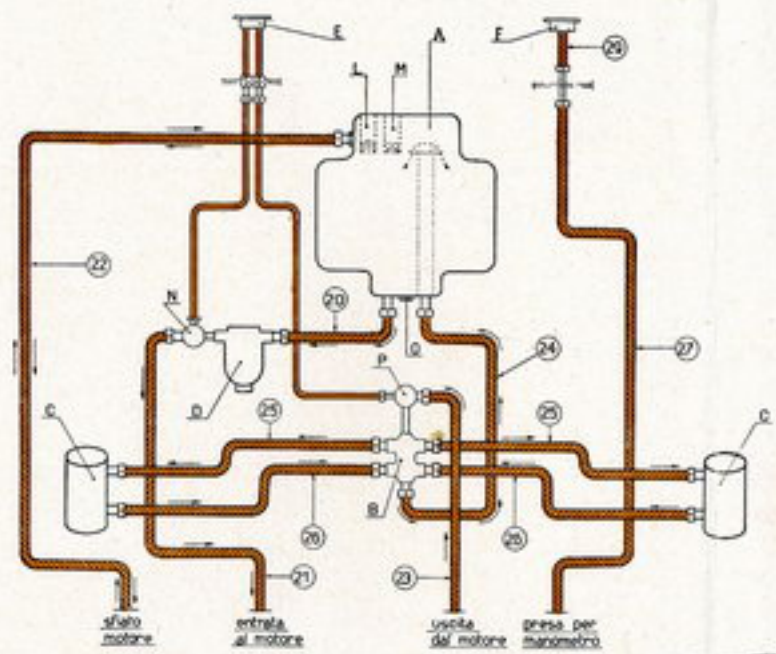 E
F
29
L
M
A
22
N
20
O
24
P
27
D
25
25
C
C
B
26
26
21
23
sfiato
motore
entrata
al motore
uscita
dal motore
presa per
manometro